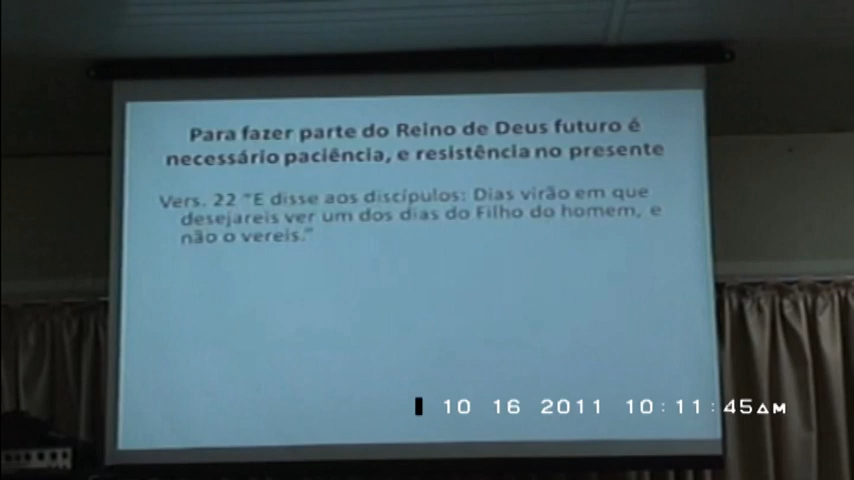 Para fazer parte do Reino de Deus futuro é
necessário paciência, e resistência no presente
Vers. 22 "E disse aos discípulos: Dias virão em que
desejareis ver um dos dias do Filho do homem, e
não o vereis."
10 16 2011 10:11:45AM